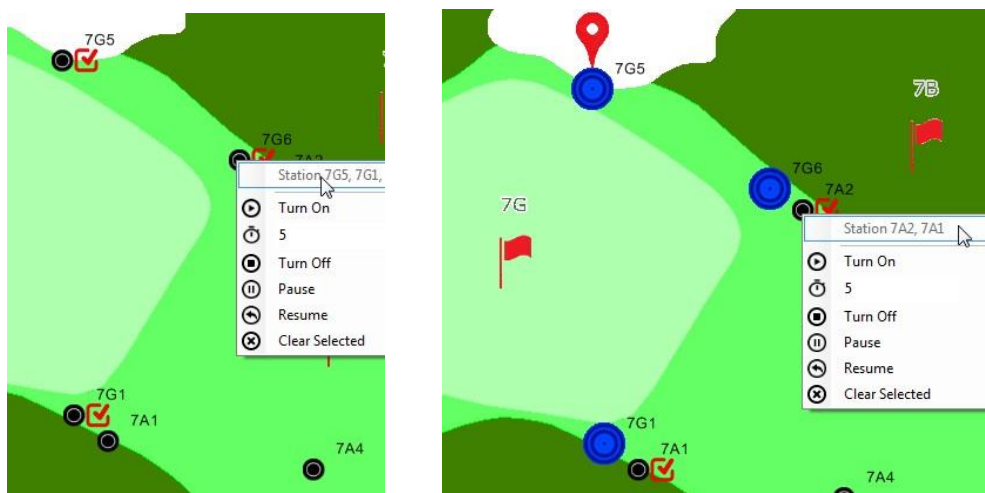 7G5
7G6
7A2
Station 7G5, 7G1,
Turn On
5
Turn Off
Pause
Resume
Clear Selected
7G1
7A1
7A4
7G5
7B
7G6
7G
7A2
Station 7A2, 7A1
Turn On
5
Turn Off
Pause
Resume
Clear Selected
7G1
7A1
7A4